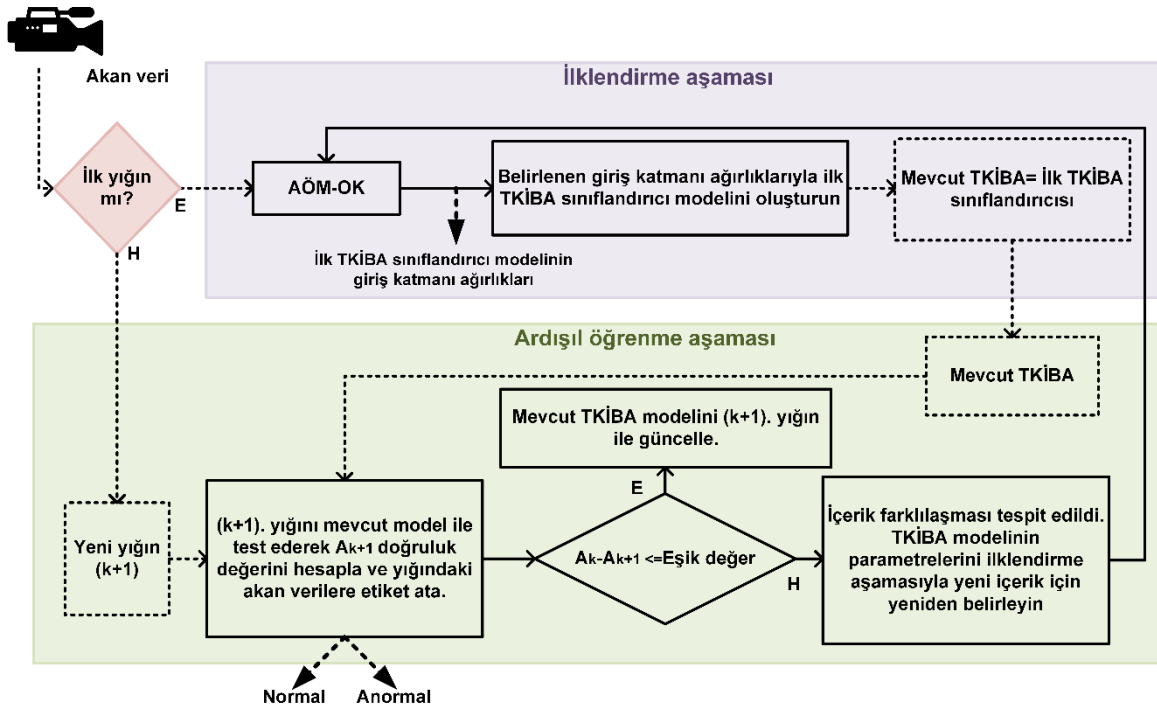 Akan veri
İlklendirme aşaması
İlk yığın
mı?
E
H
AÖM-OK
Belirlenen giriş katmanı ağırlıklarıyla ilk
TKİBA sınıflandırıcı modelini oluşturun
Mevcut TKİBA= İlk TKİBA
sınıflandırıcısı
İlk TKİBA sınıflandırıcı modelinin
giriş katmanı ağırlıkları
Ardışıl öğrenme aşaması
Mevcut TKİBA
Mevcut TKİBA modelini (k+1). yığın
ile güncelle.
E
Yeni yığın
(k+1)
(k+1). yığını mevcut model ile
test ederek Ak+1 doğruluk
değerini hesapla ve yığındaki
akan verilere etiket ata.
Ak-Ak+1 <=Eşik değer
H
İçerik farklılaşması tespit edildi.
TKİBA modelinin
parametrelerini ilklendirme
aşamasıyla yeni içerik için
yeniden belirleyin
Normal
Anormal